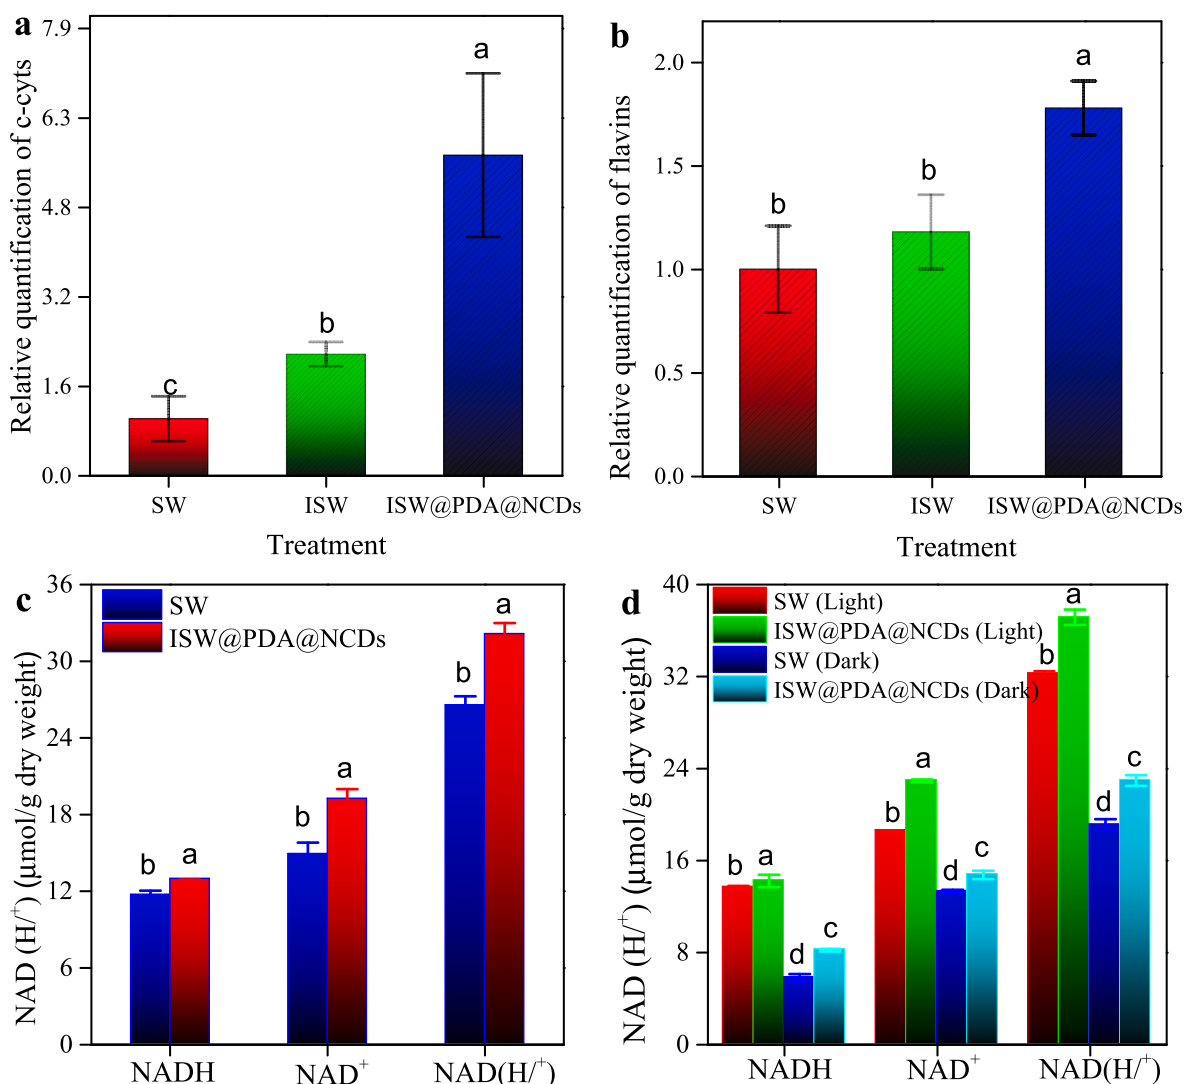 a
Relative quantification of c-cyts
7.9
6.3
4.8
3.2
1.6
0.0
c
b
a
SW
ISW
ISW@PDA@NCDs
Treatment
b
Relative quantification of flavins
2.0
1.5
1.0
0.5
0.0
b
b
a
SW
ISW
ISW@PDA@NCDs
Treatment
c
NAD (H/⁺) (μmol/g dry weight)
36
30
24
18
12
6
0
SW
ISW@PDA@NCDs
b
a
b
a
b
a
NADH
NAD⁺
NAD(H/⁺)
d
NAD (H/⁺) (μmol/g dry weight)
40
32
24
16
8
0
SW (Light)
ISW@PDA@NCDs (Light)
SW (Dark)
ISW@PDA@NCDs (Dark)
b
a
d
c
b
a
d
c
b
a
d
c
NADH
NAD⁺
NAD(H/⁺)